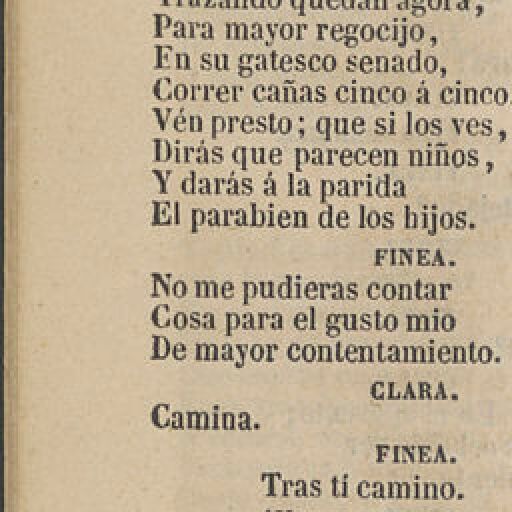 Trazando quedan agora,
Para mayor regocijo,
En su gatesco senado,
Correr cañas cinco á cinco.
Vén presto; que si los ves,
Dirás que parecen niños,
Y darás á la parida
El parabien de los hijos.
FINEA.
No me pudieras contar
Cosa para el gusto mio
De mayor contentamiento.
CLARA.
Camina.
FINEA.
Tras tí camino.